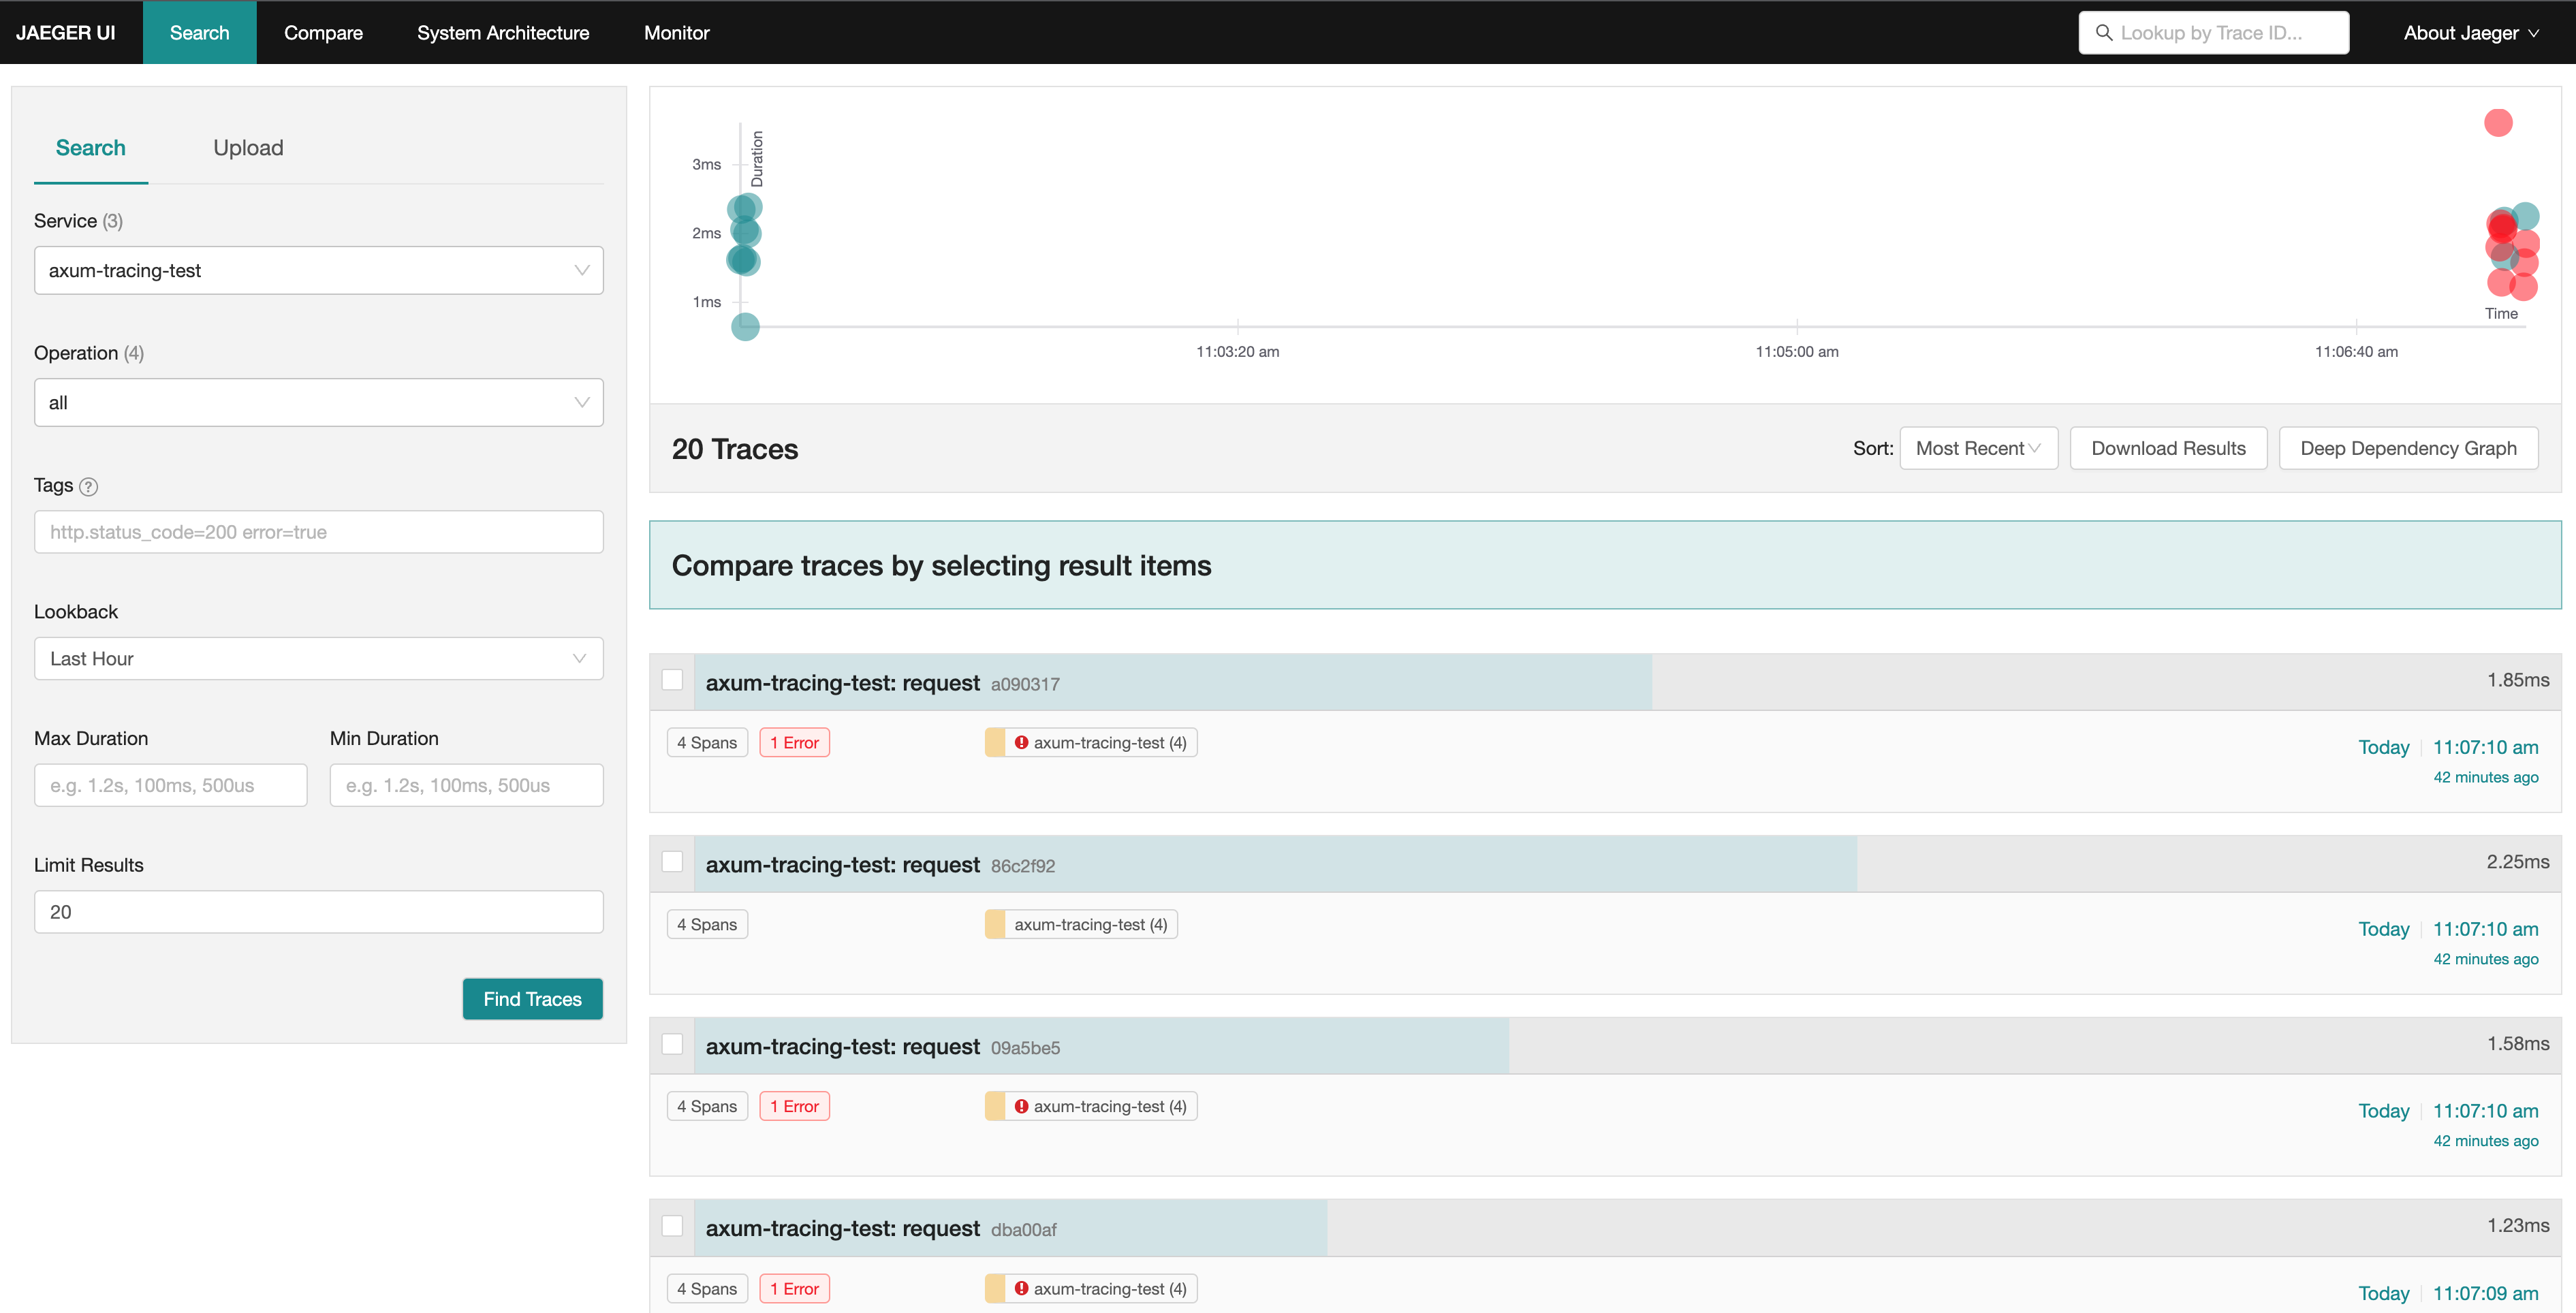 JAEGER UI Search Compare System Architecture Monitor Lookup by Trace ID... About Jaeger
Search Upload
Service (3)
axum-tracing-test
Operation (4)
all
Tags ?
http.status_code=200 error=true
Lookback
Last Hour
Max Duration Min Duration
e.g. 1.2s, 100ms, 500us e.g. 1.2s, 100ms, 500us
Limit Results
20
Find Traces
Duration
3ms
2ms
1ms
Time
11:03:20 am 11:05:00 am 11:06:40 am
20 Traces Sort: Most Recent Download Results Deep Dependency Graph
Compare traces by selecting result items
axum-tracing-test: request a090317 1.85ms
4 Spans 1 Error axum-tracing-test (4) Today 11:07:10 am
42 minutes ago
axum-tracing-test: request 86c2f92 2.25ms
4 Spans axum-tracing-test (4) Today 11:07:10 am
42 minutes ago
axum-tracing-test: request 09a5be5 1.58ms
4 Spans 1 Error axum-tracing-test (4) Today 11:07:10 am
42 minutes ago
axum-tracing-test: request dba00af 1.23ms
4 Spans 1 Error axum-tracing-test (4) Today 11:07:09 am